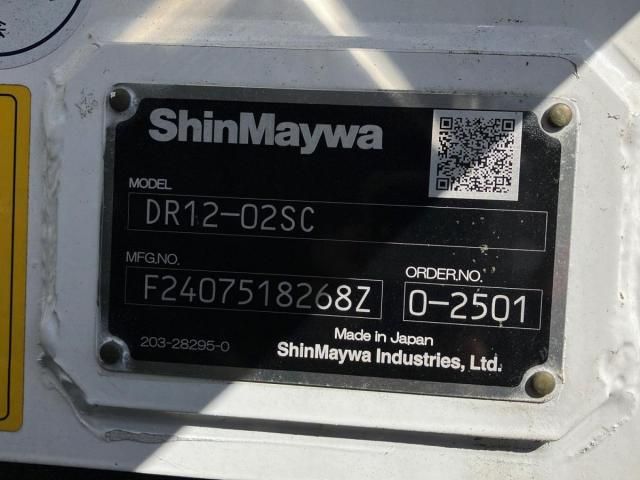 ShinMaywa
MODEL
DR12-02SC
MFG.NO.
F2407518268Z
ORDER.NO.
0-2501
Made in Japan
203-28295-0
ShinMaywa Industries, Ltd.